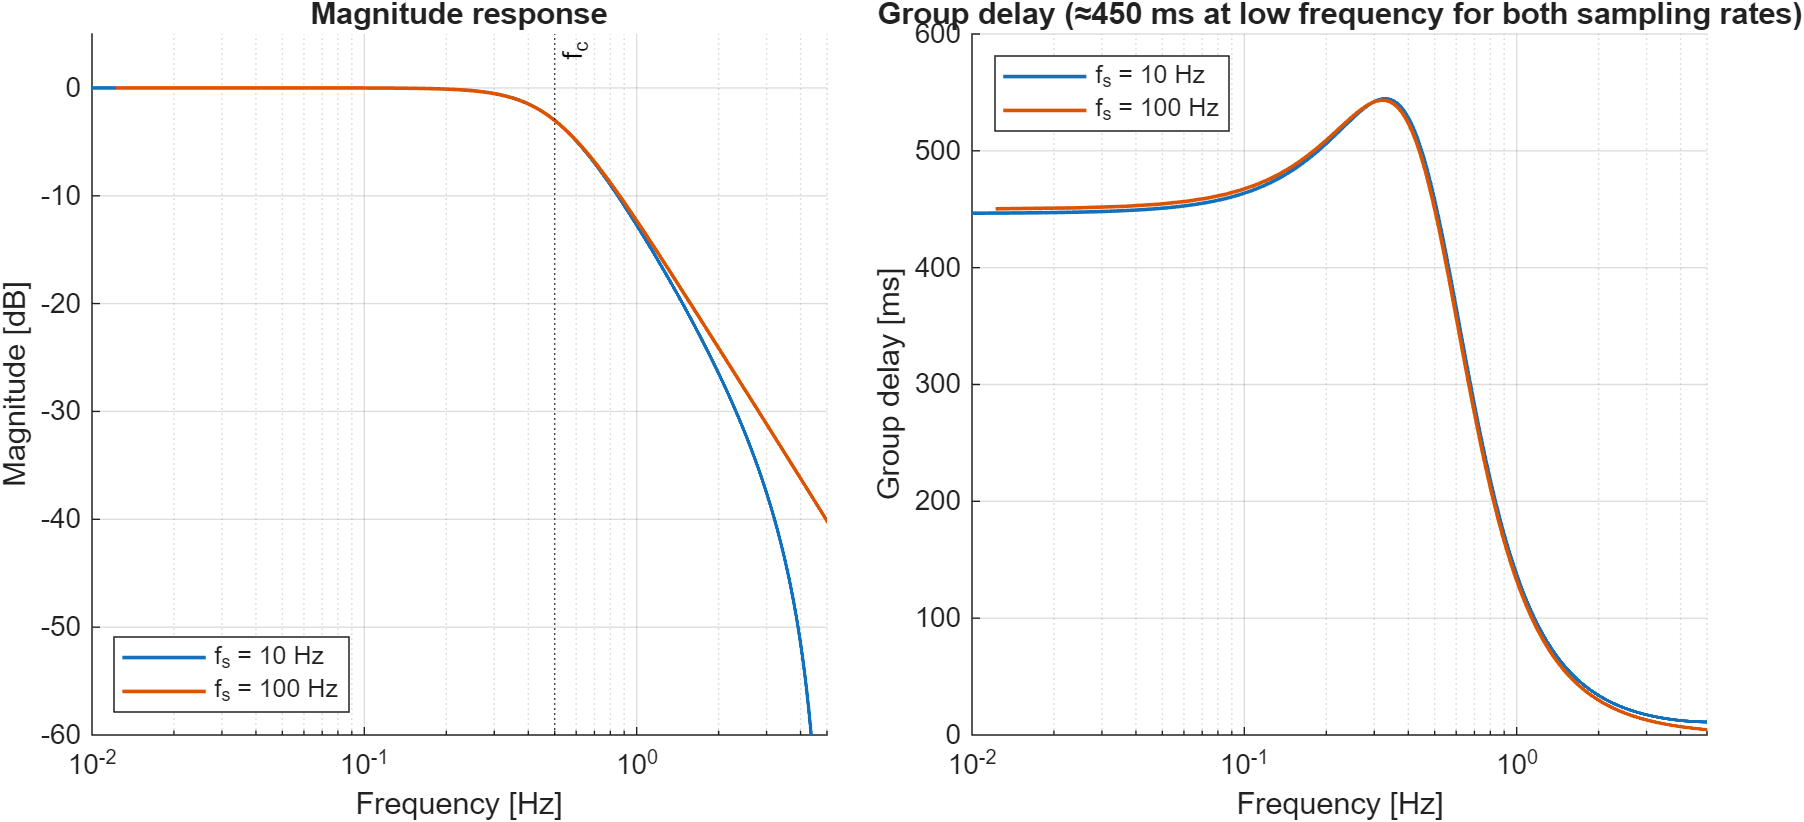 Magnitude response
f_c
0
-10
-20
-30
-40
-50
-60
Magnitude [dB]
f_s = 10 Hz
f_s = 100 Hz
10^-2
10^-1
10^0
Frequency [Hz]
Group delay (≈450 ms at low frequency for both sampling rates)
600
500
400
300
200
100
0
Group delay [ms]
f_s = 10 Hz
f_s = 100 Hz
10^-2
10^-1
10^0
Frequency [Hz]